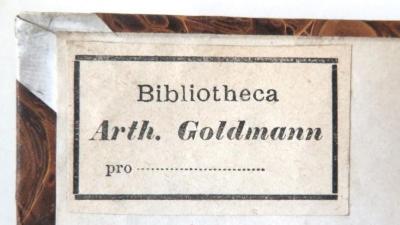 Bibliotheca
Arth. Goldmann
pro ....................